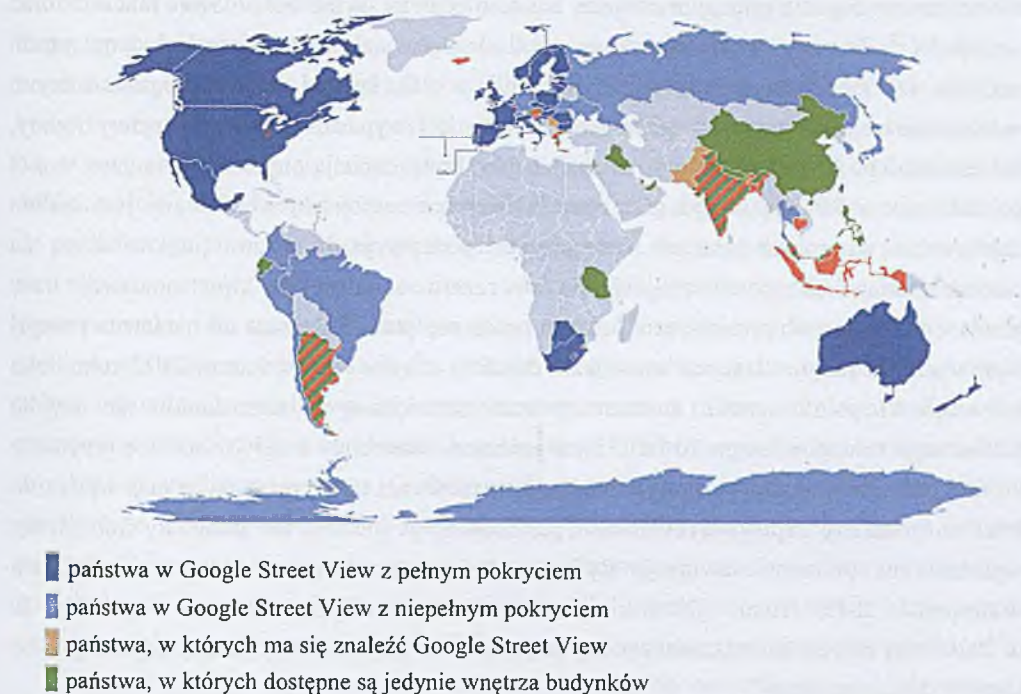 państwa w Google Street View z pełnym pokryciem
państwa w Google Street View z niepełnym pokryciem
państwa, w których ma się znaleźć Google Street View
państwa, w których dostępne są jedynie wnętrza budynków